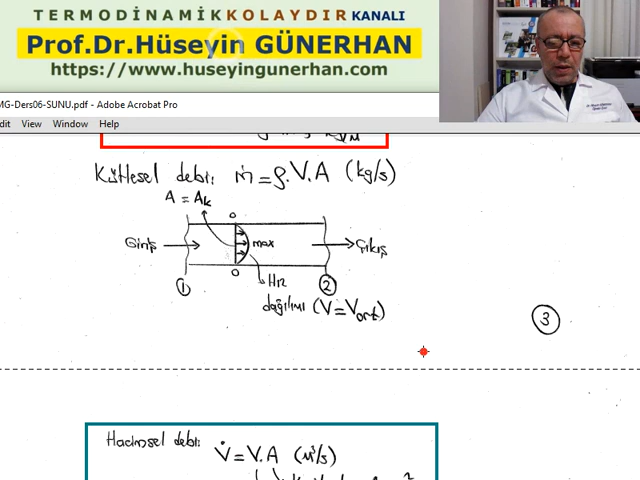 TERMODİNAMİK KOLAYDIR KANALI
Prof.Dr.Hüseyin GÜNERHAN
https://www.huseyingunerhan.com
MG-Ders06-SUNU.pdf - Adobe Acrobat Pro
dit View Window Help
Kütlesel debi: ṁ = ρ.V.A (kg/s)
A = Ak
0
Giriş max Çıkış
0
1 Hız 2
dağılımı (V=Vort)
3
Hacimsel debi: V̇ = V.A (m³/s)